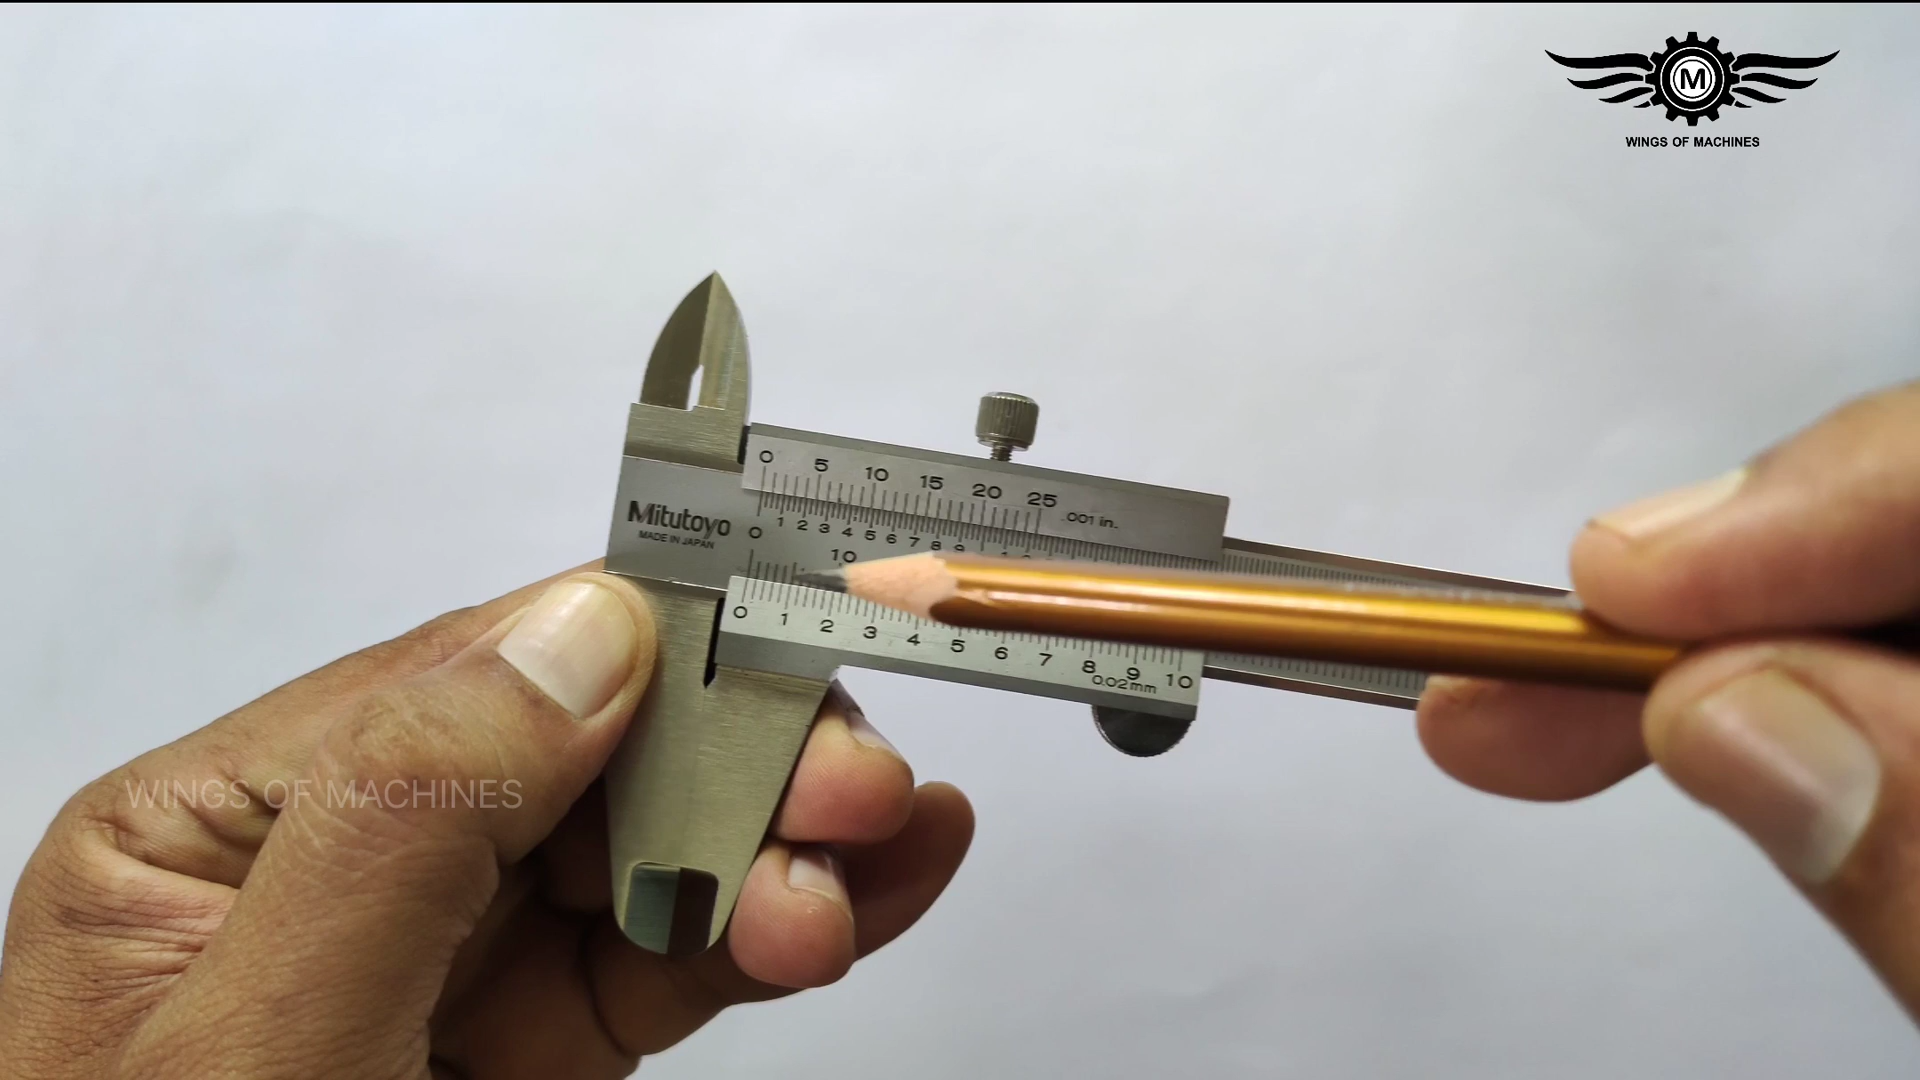 M
WINGS OF MACHINES
0 5 10 15 20 25 .001 in.
1 2 3 4 5 6 7 8 9
Mitutoyo
MADE IN JAPAN
0 10
0 1 2 3 4 5 6 7 8 9 10
0.02mm
WINGS OF MACHINES